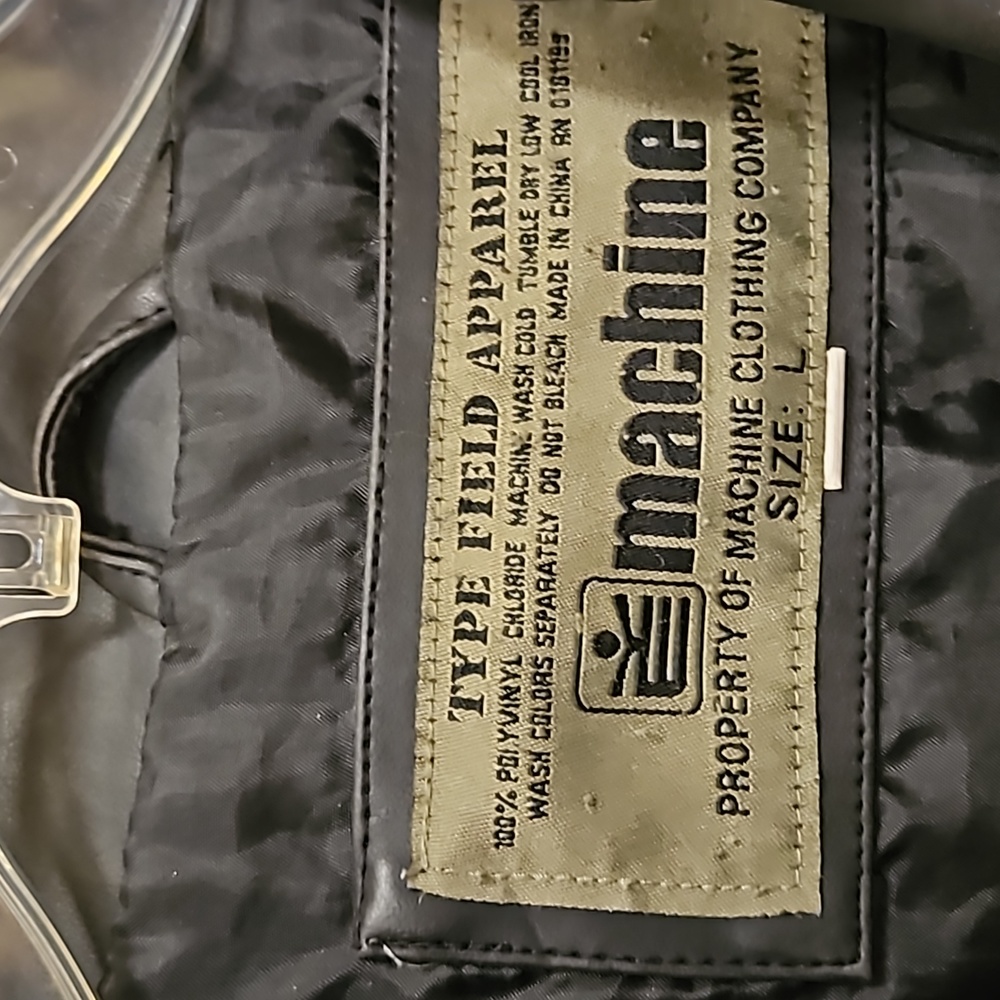 TYPE FIELD APPAREL
100% POLYVINYL CHLORIDE MACHINE WASH COLD TUMBLE DRY LOW COOL IRON
WASH COLORS SEPARATELY DO NOT BLEACH MADE IN CHINA RN 0101199
machine
PROPERTY OF MACHINE CLOTHING COMPANY
SIZE: L